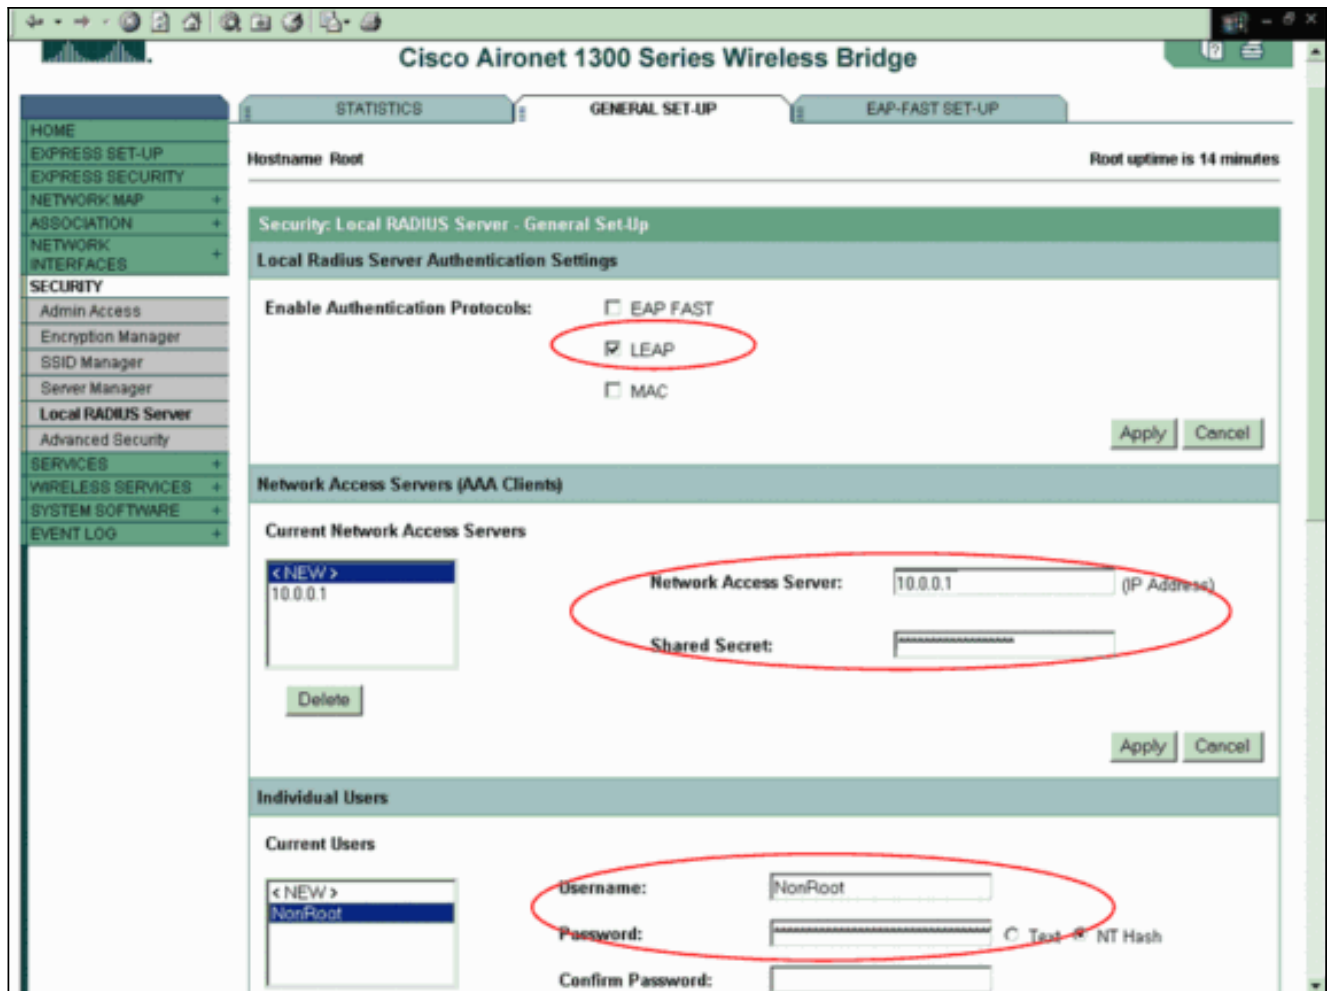 Cisco Aironet 1300 Series Wireless Bridge
STATISTICS
GENERAL SET-UP
EAP-FAST SET-UP
HOME
EXPRESS SET-UP
EXPRESS SECURITY
NETWORK MAP +
ASSOCIATION +
NETWORK
INTERFACES +
SECURITY
Admin Access
Encryption Manager
SSID Manager
Server Manager
Local RADIUS Server
Advanced Security
SERVICES +
WIRELESS SERVICES +
SYSTEM SOFTWARE +
EVENT LOG +
Hostname Root
Root uptime is 14 minutes
Security: Local RADIUS Server - General Set-Up
Local Radius Server Authentication Settings
Enable Authentication Protocols:
EAP FAST
LEAP
MAC
Apply Cancel
Network Access Servers (AAA Clients)
Current Network Access Servers
< NEW >
10.0.0.1
Network Access Server: 10.0.0.1 (IP Address)
Shared Secret:
Delete
Apply Cancel
Individual Users
Current Users
< NEW >
NonRoot
Username: NonRoot
Password: Text NT Hash
Confirm Password: